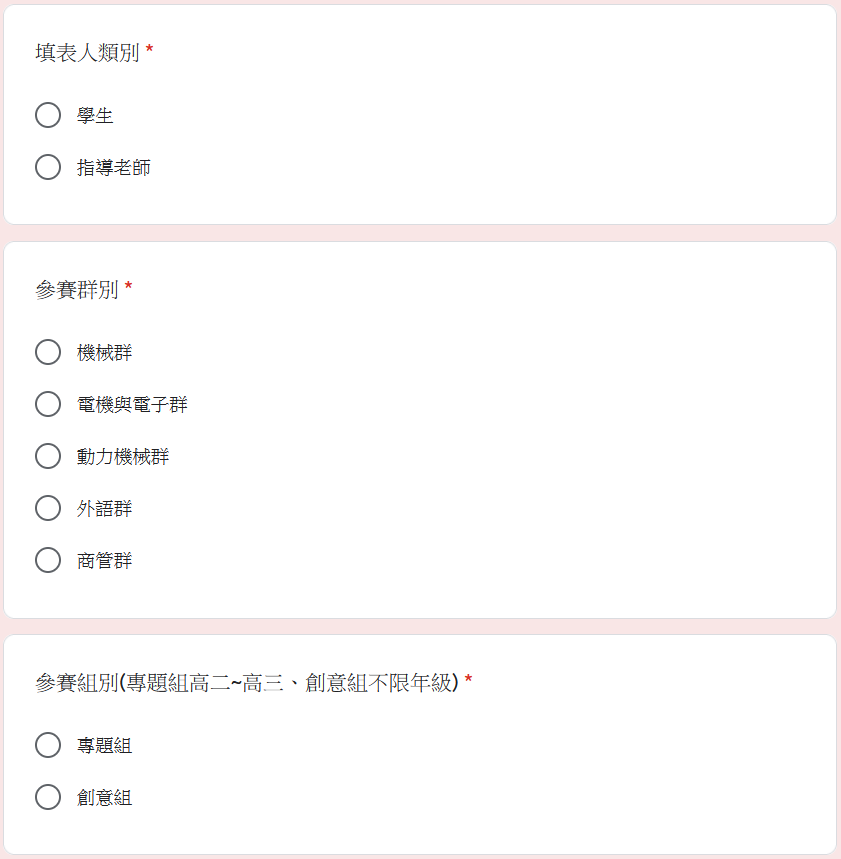 填表人類別 *
學生
指導老師
參賽群別 *
機械群
電機與電子群
動力機械群
外語群
商管群
參賽組別(專題組高二~高三、創意組不限年級) *
專題組
創意組